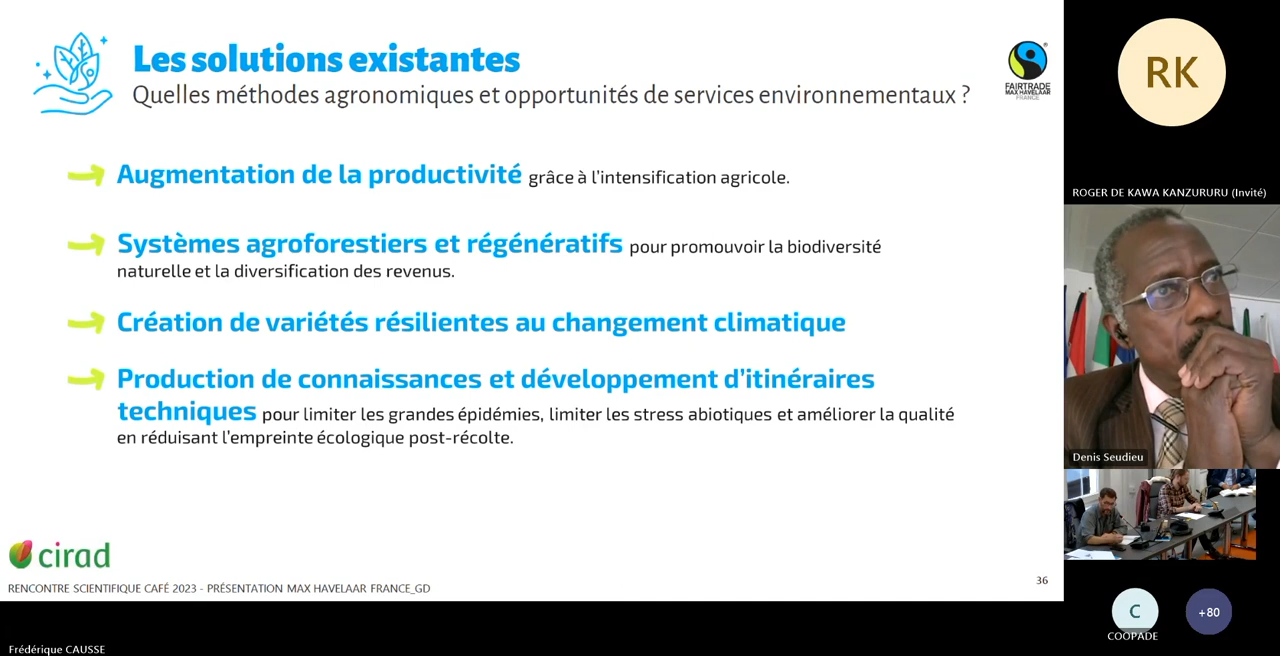 Les solutions existantes
Quelles méthodes agronomiques et opportunités de services environnementaux ?
FAIRTRADE
MAX HAVELAAR
FRANCE
Augmentation de la productivité grâce à l'intensification agricole.
Systèmes agroforestiers et régénératifs pour promouvoir la biodiversité
naturelle et la diversification des revenus.
Création de variétés résilientes au changement climatique
Production de connaissances et développement d'itinéraires
techniques pour limiter les grandes épidémies, limiter les stress abiotiques et améliorer la qualité
en réduisant l'empreinte écologique post-récolte.
cirad
RENCONTRE SCIENTIFIQUE CAFÉ 2023 - PRÉSENTATION MAX HAVELAAR FRANCE_GD
36
Frédérique CAUSSE
RK
ROGER DE KAWA KANZURURU (Invité)
Denis Seudieu
C
COOPADE
+80